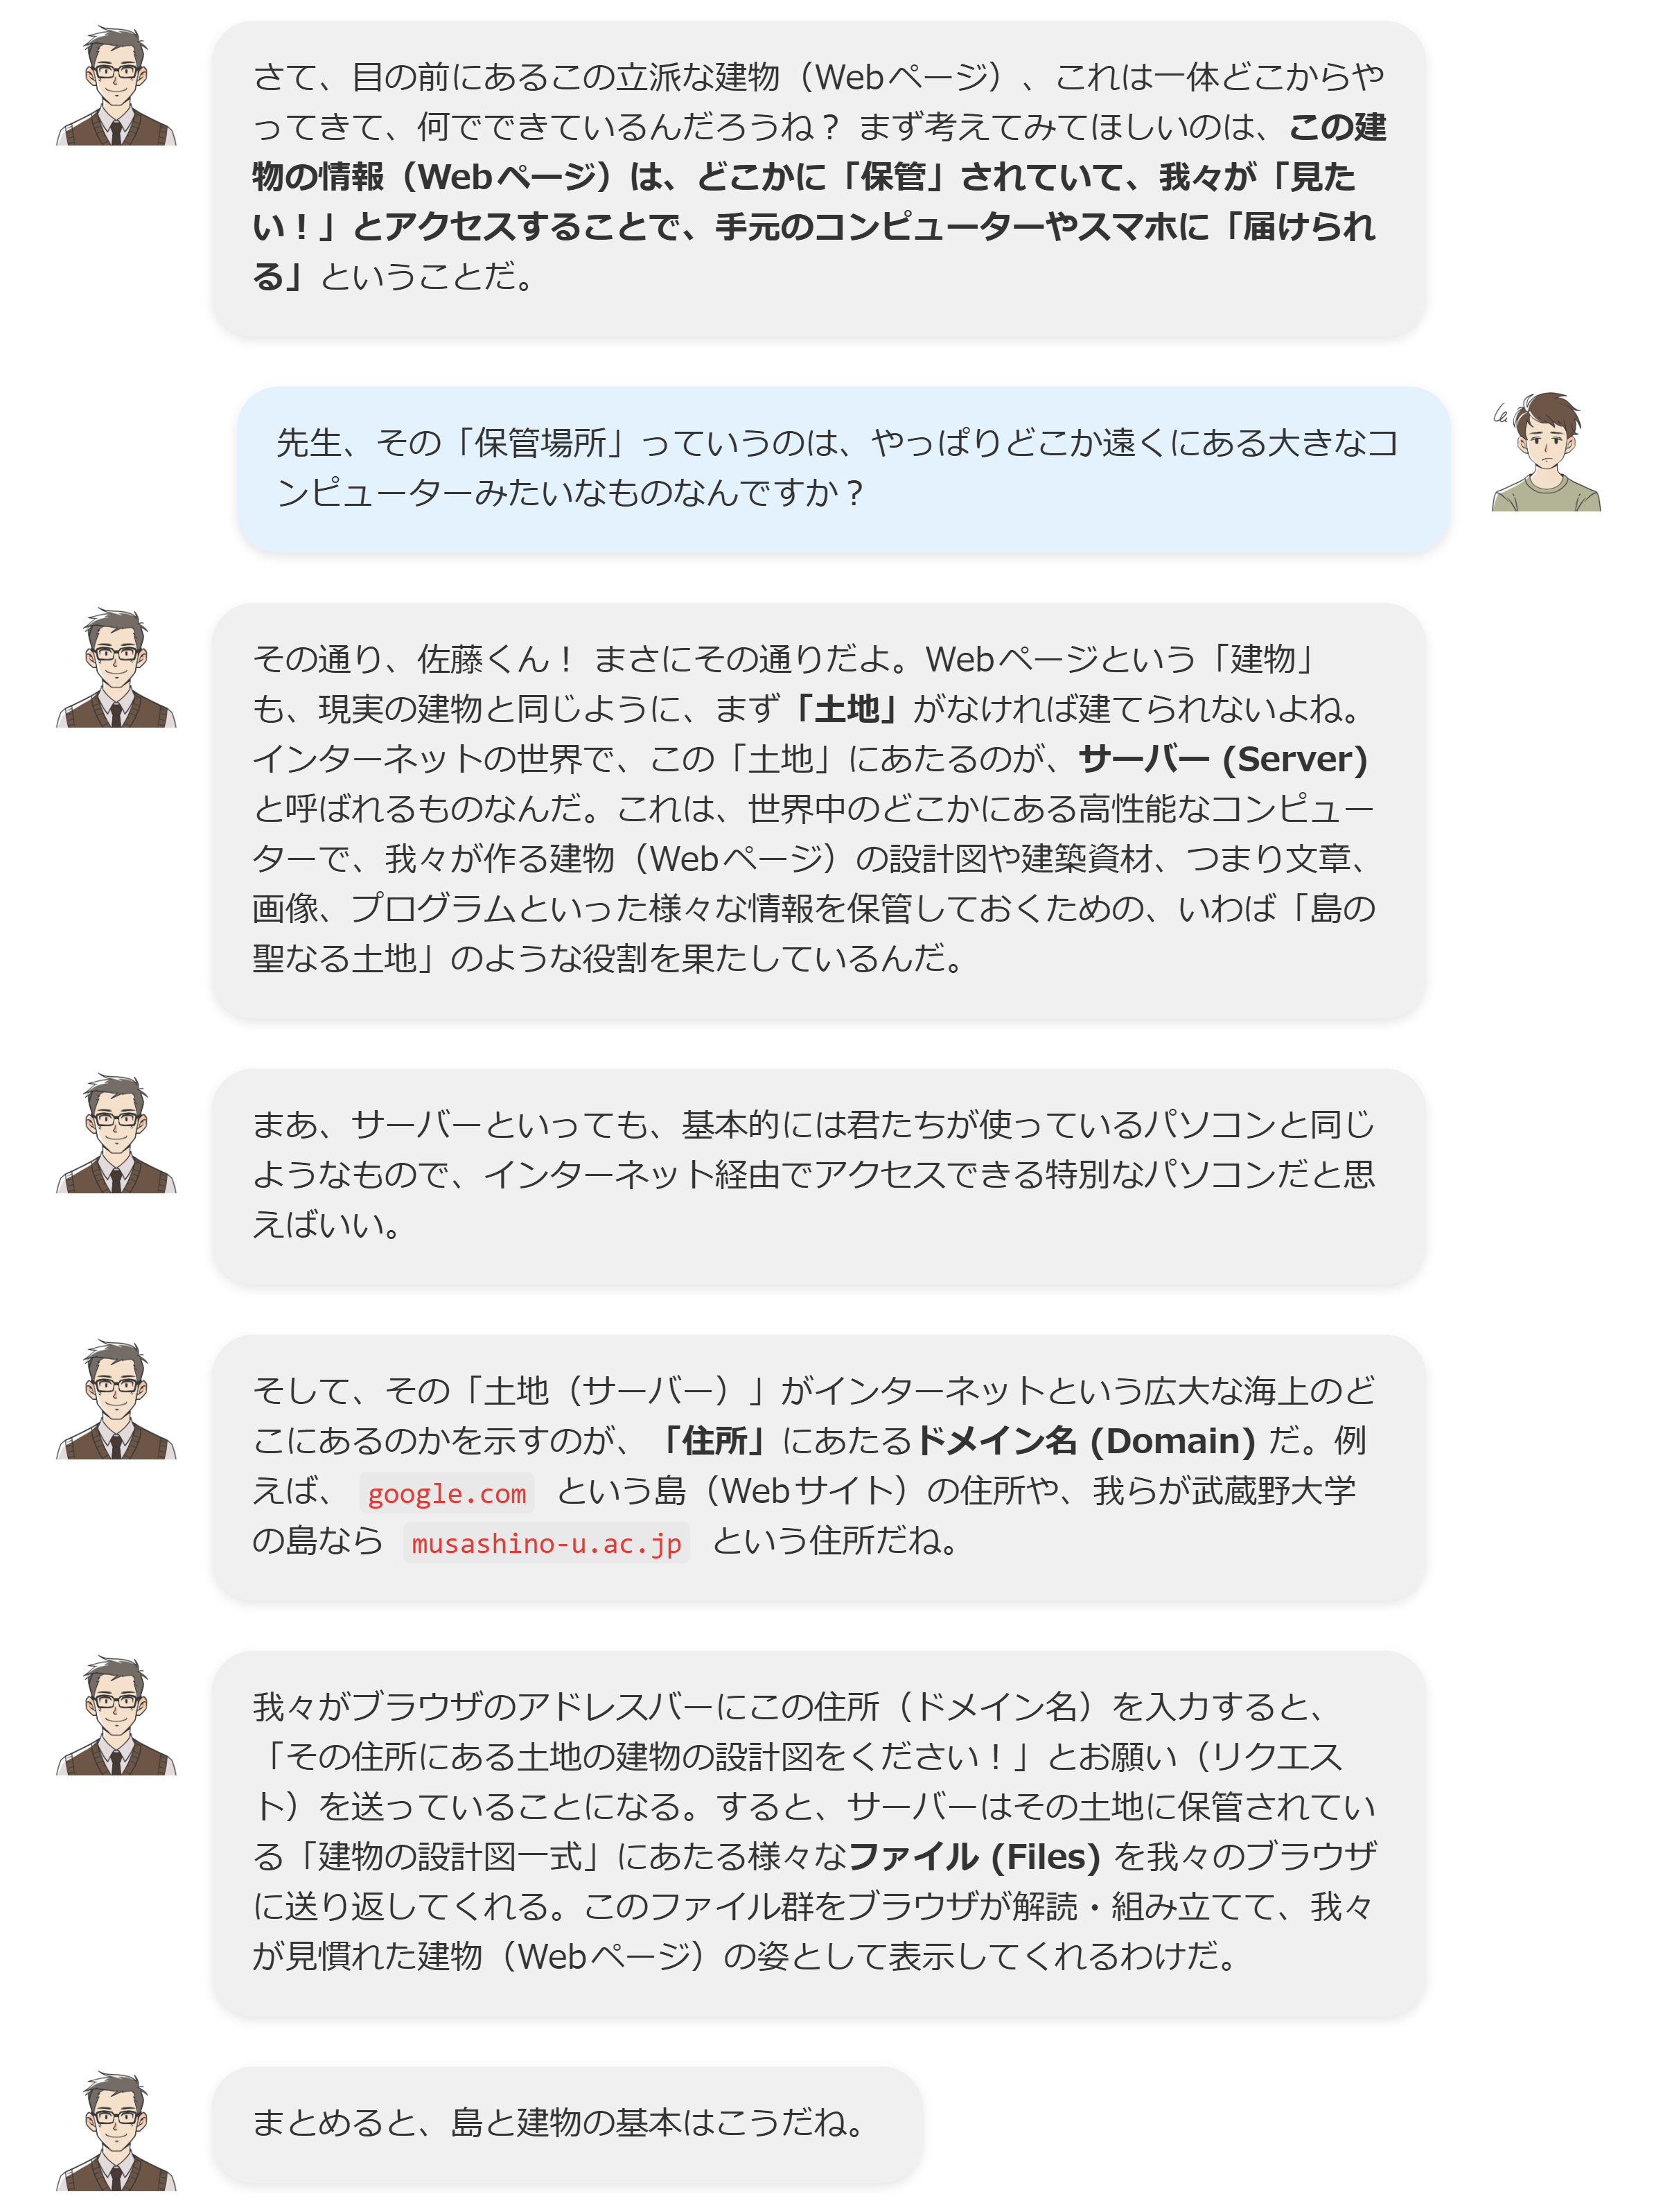 さて、目の前にあるこの立派な建物（Webページ）、これは一体どこからや
ってきて、何でできているんだろうね？ まず考えてみてほしいのは、この建
物の情報（Webページ）は、どこかに「保管」されていて、我々が「見た
い！」とアクセスすることで、手元のコンピューターやスマホに「届けられ
る」ということだ。
先生、その「保管場所」っていうのは、やっぱりどこか遠くにある大きなコ
ンピューターみたいなものなんですか？
その通り、佐藤くん！ まさにその通りだよ。Webページという「建物」
も、現実の建物と同じように、まず「土地」がなければ建てられないよね。
インターネットの世界で、この「土地」にあたるのが、サーバー (Server)
と呼ばれるものなんだ。これは、世界中のどこかにある高性能なコンピュー
ターで、我々が作る建物（Webページ）の設計図や建築資材、つまり文章、
画像、プログラムといった様々な情報を保管しておくための、いわば「島の
聖なる土地」のような役割を果たしているんだ。
まあ、サーバーといっても、基本的には君たちが使っているパソコンと同じ
ようなもので、インターネット経由でアクセスできる特別なパソコンだと思
えばいい。
そして、その「土地（サーバー）」がインターネットという広大な海上のど
こにあるのかを示すのが、「住所」にあたるドメイン名 (Domain) だ。例
えば、 google.com という島（Webサイト）の住所や、我らが武蔵野大学
の島なら musashino-u.ac.jp という住所だね。
我々がブラウザのアドレスバーにこの住所（ドメイン名）を入力すると、
「その住所にある土地の建物の設計図をください！」とお願い（リクエス
ト）を送っていることになる。すると、サーバーはその土地に保管されてい
る「建物の設計図一式」にあたる様々なファイル (Files) を我々のブラウザ
に送り返してくれる。このファイル群をブラウザが解読・組み立てて、我々
が見慣れた建物（Webページ）の姿として表示してくれるわけだ。
まとめると、島と建物の基本はこうだね。